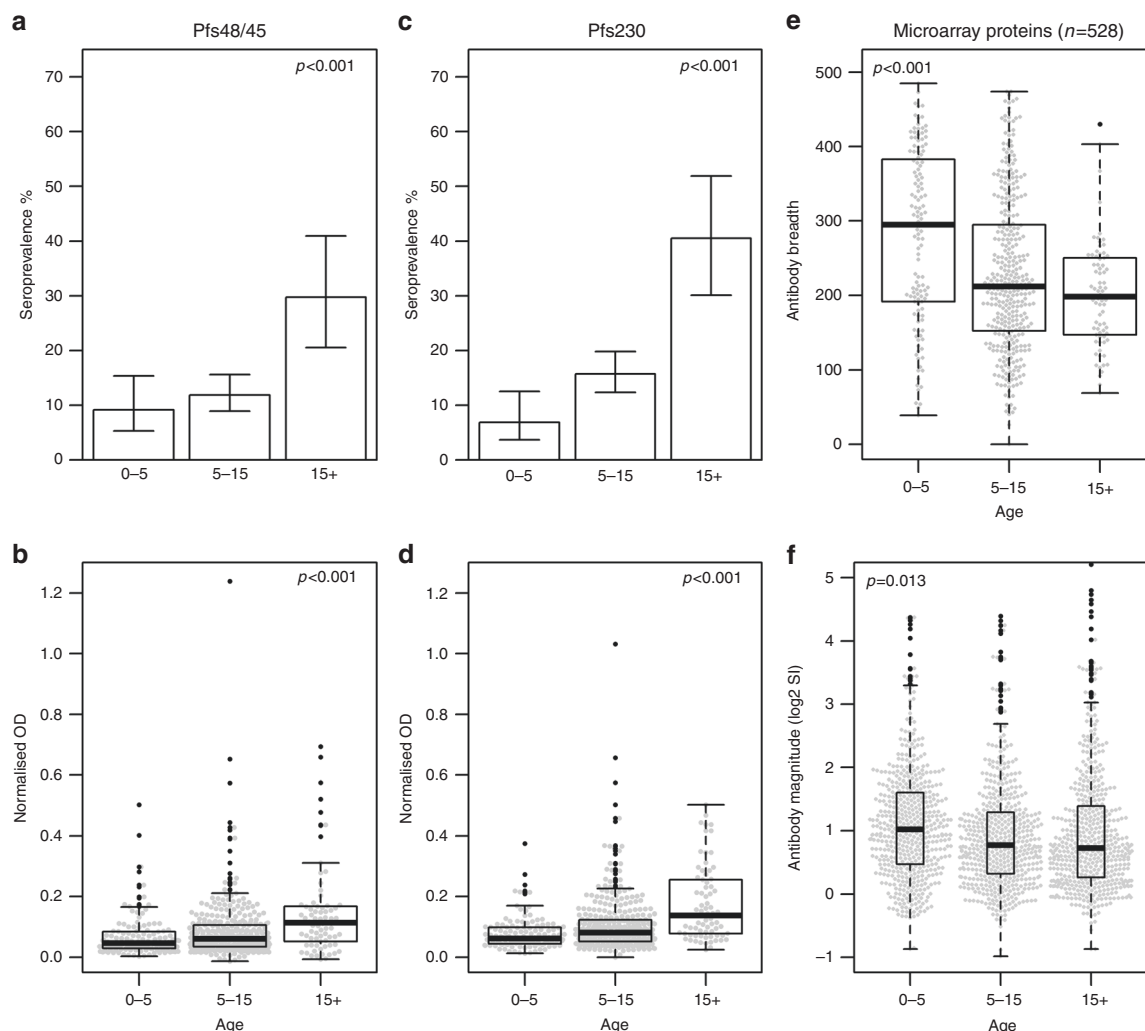 a
Pfs48/45
p<0.001
70
60
50
40
30
20
10
0
Seroprevalence %
0–5
5–15
15+
c
Pfs230
p<0.001
70
60
50
40
30
20
10
0
Seroprevalence %
0–5
5–15
15+
e
Microarray proteins (n=528)
p<0.001
500
400
300
200
100
0
Antibody breadth
0–5
5–15
15+
Age
b
p<0.001
1.2
1.0
0.8
0.6
0.4
0.2
0.0
Normalised OD
0–5
5–15
15+
Age
d
p<0.001
1.2
1.0
0.8
0.6
0.4
0.2
0.0
Normalised OD
0–5
5–15
15+
Age
f
p=0.013
5
4
3
2
1
0
−1
Antibody magnitude (log2 SI)
0–5
5–15
15+
Age